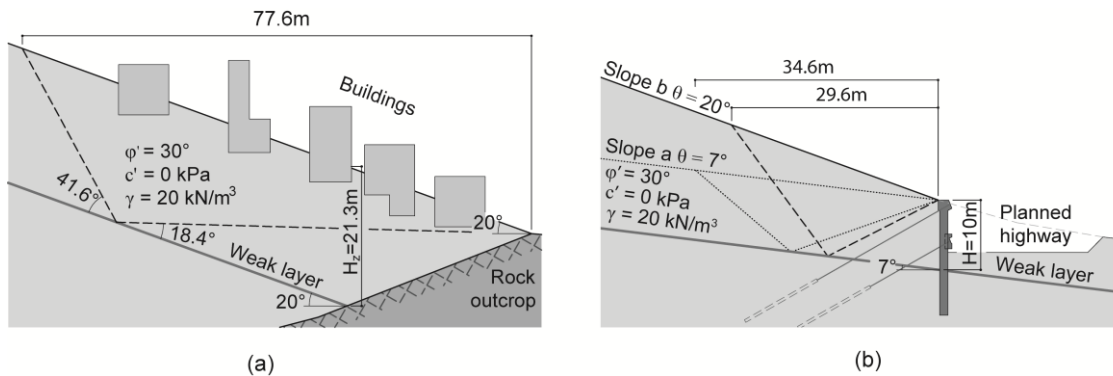 77.6m
Buildings
φ' = 30°
c' = 0 kPa
γ = 20 kN/m³
41.6°
18.4°
Weak layer
20°
H_z=21.3m
20°
Rock
outcrop
(a)
34.6m
29.6m
Slope b θ = 20°
Slope a θ = 7°
φ' = 30°
c' = 0 kPa
γ = 20 kN/m³
H=10m
Planned
highway
7°
Weak layer
(b)